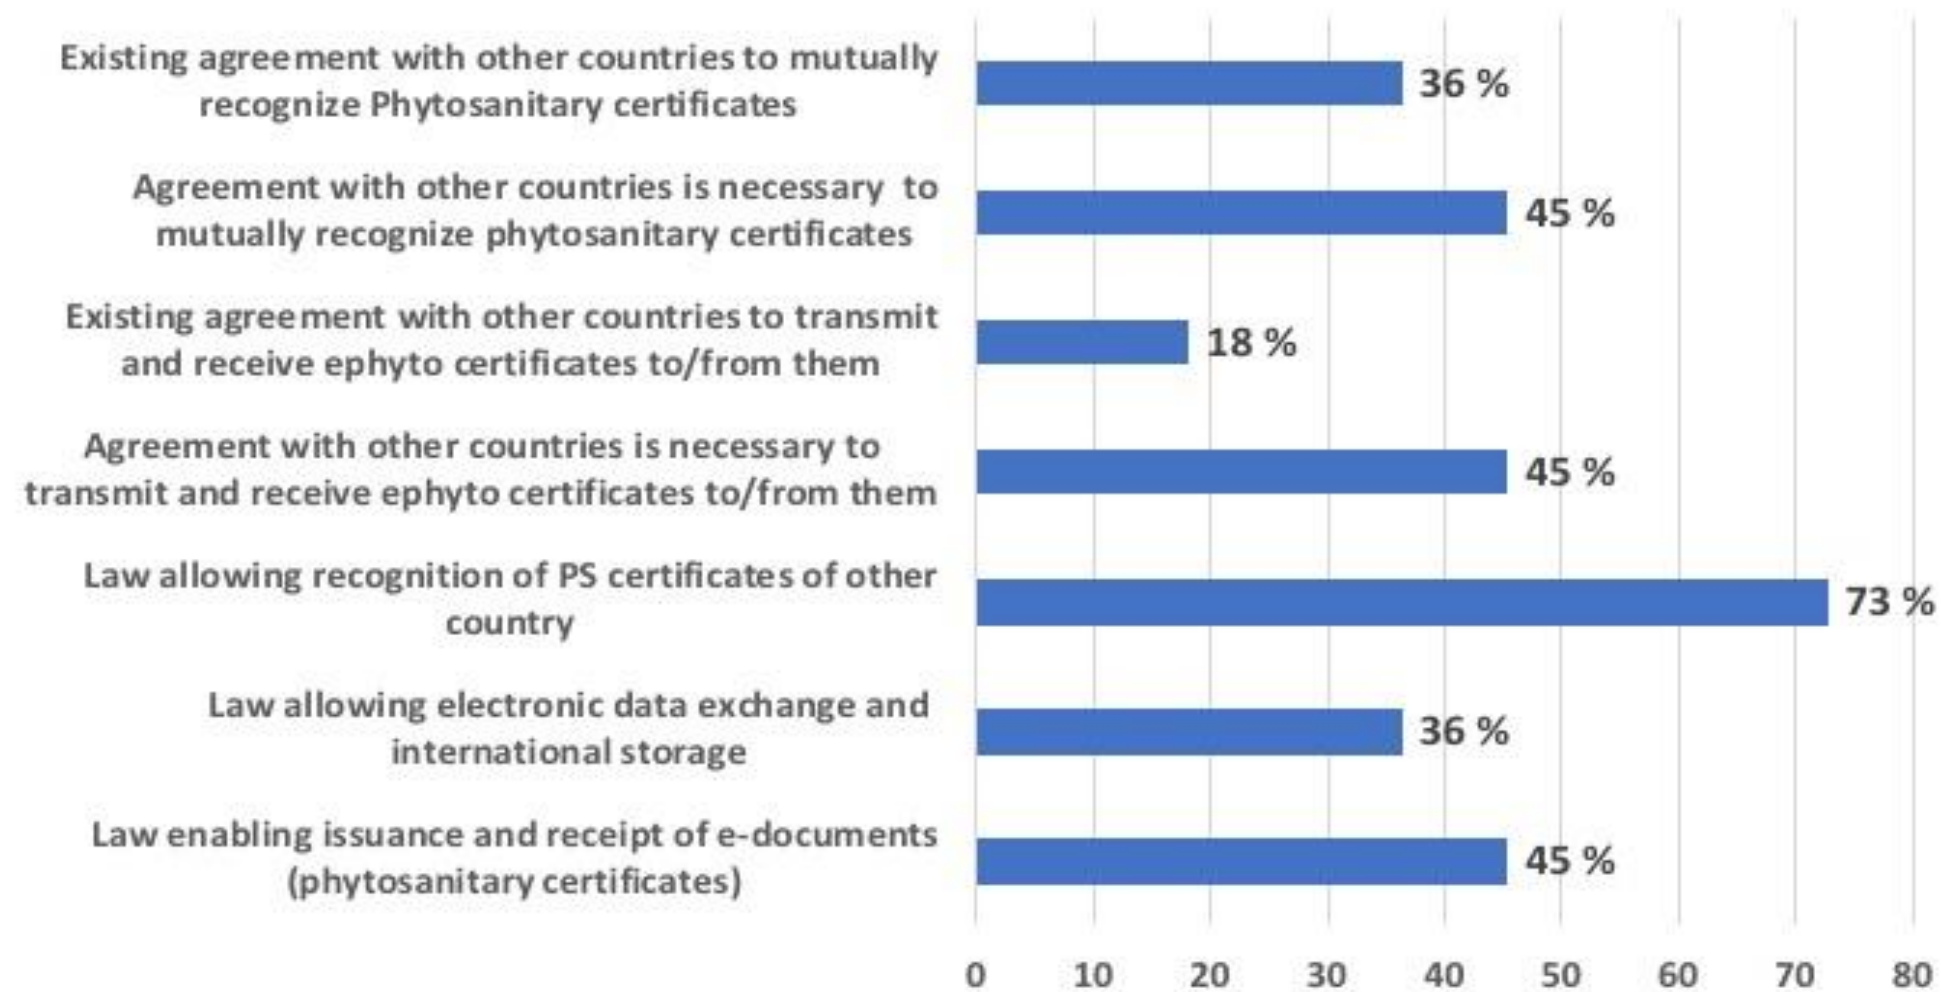 Existing agreement with other countries to mutually
recognize Phytosanitary certificates
36 %
Agreement with other countries is necessary to
mutually recognize phytosanitary certificates
45 %
Existing agreement with other countries to transmit
and receive ephyto certificates to/from them
18 %
Agreement with other countries is necessary to
transmit and receive ephyto certificates to/from them
45 %
Law allowing recognition of PS certificates of other
country
73 %
Law allowing electronic data exchange and
international storage
36 %
Law enabling issuance and receipt of e-documents
(phytosanitary certificates)
45 %
0 10 20 30 40 50 60 70 80